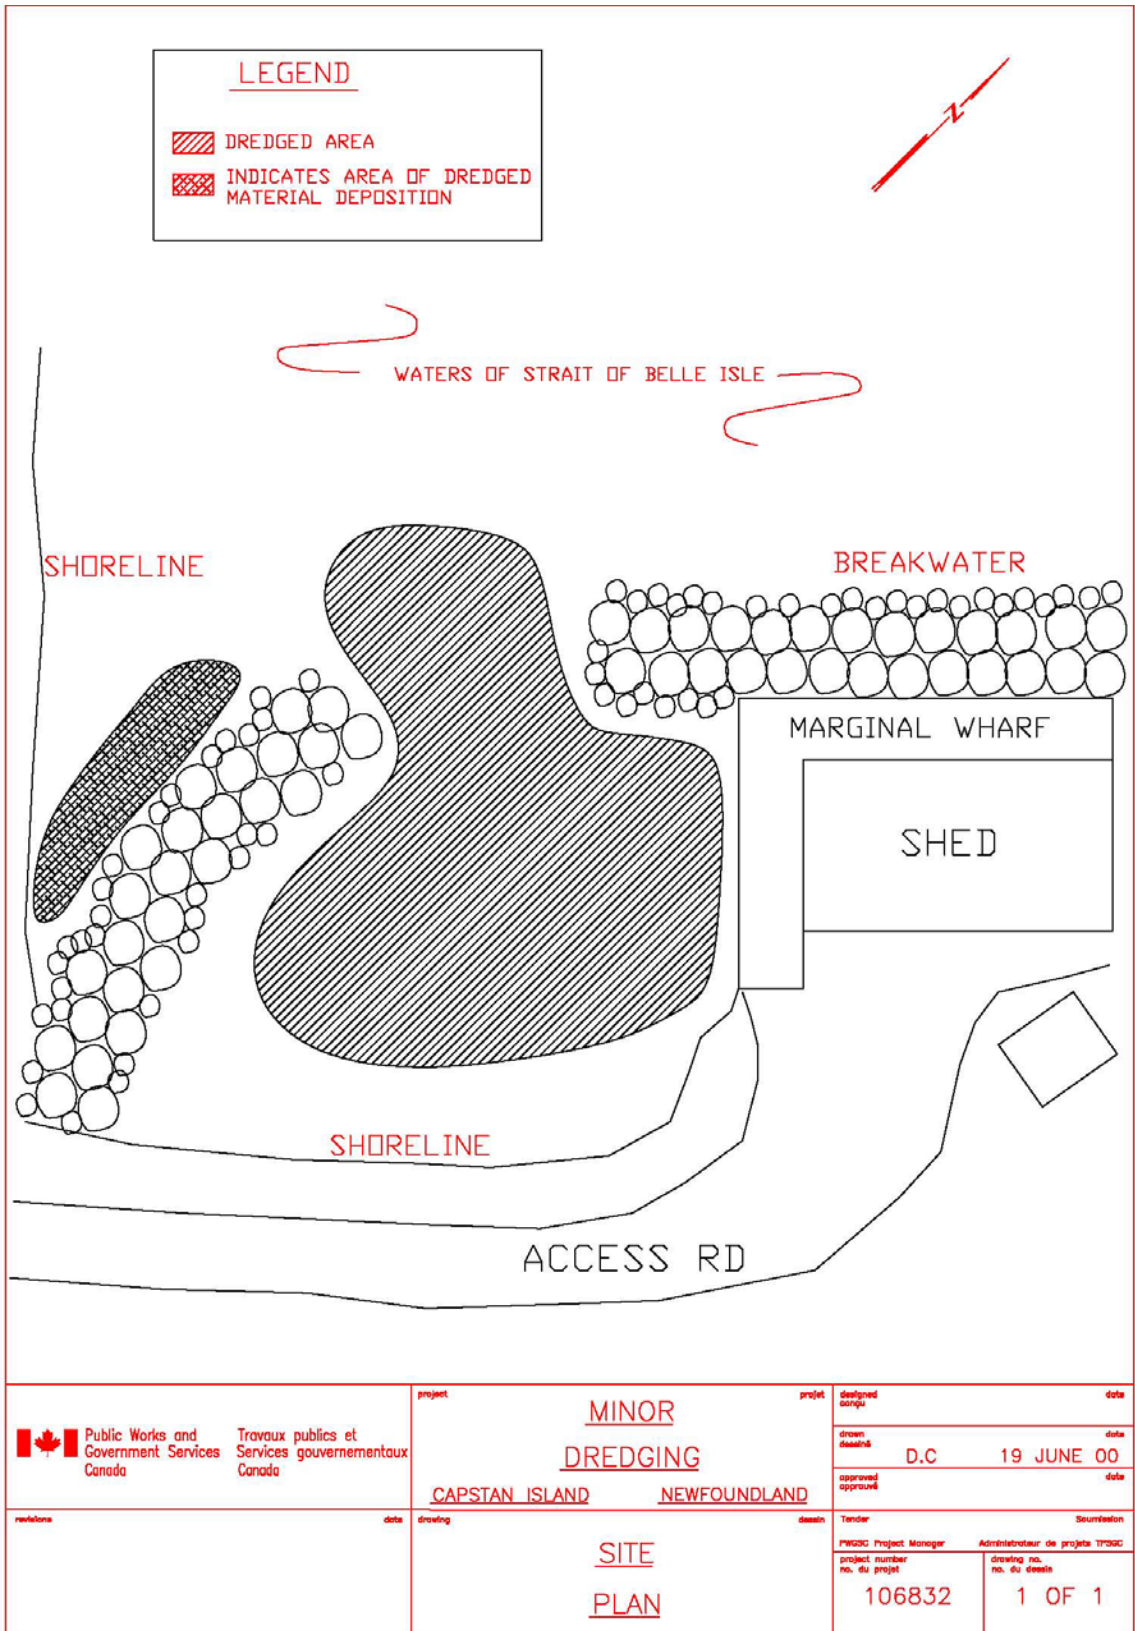 LEGEND
DREDGED AREA
INDICATES AREA OF DREDGED
MATERIAL DEPOSITION
N
WATERS OF STRAIT OF BELLE ISLE
SHORELINE
BREAKWATER
MARGINAL WHARF
SHED
SHORELINE
ACCESS RD
Public Works and
Government Services
Canada
Travaux publics et
Services gouvernementaux
Canada
project projet
MINOR
DREDGING
CAPSTAN ISLAND NEWFOUNDLAND
designed date
conçu
drawn date
dessiné
D.C 19 JUNE 00
approved date
approuvé
revisions date
drawing dessin
SITE
PLAN
Tender Soumission
PWGSC Project Manager Administrateur de projets TPSGC
project number
no. du projet
106832
drawing no.
no. du dessin
1 OF 1